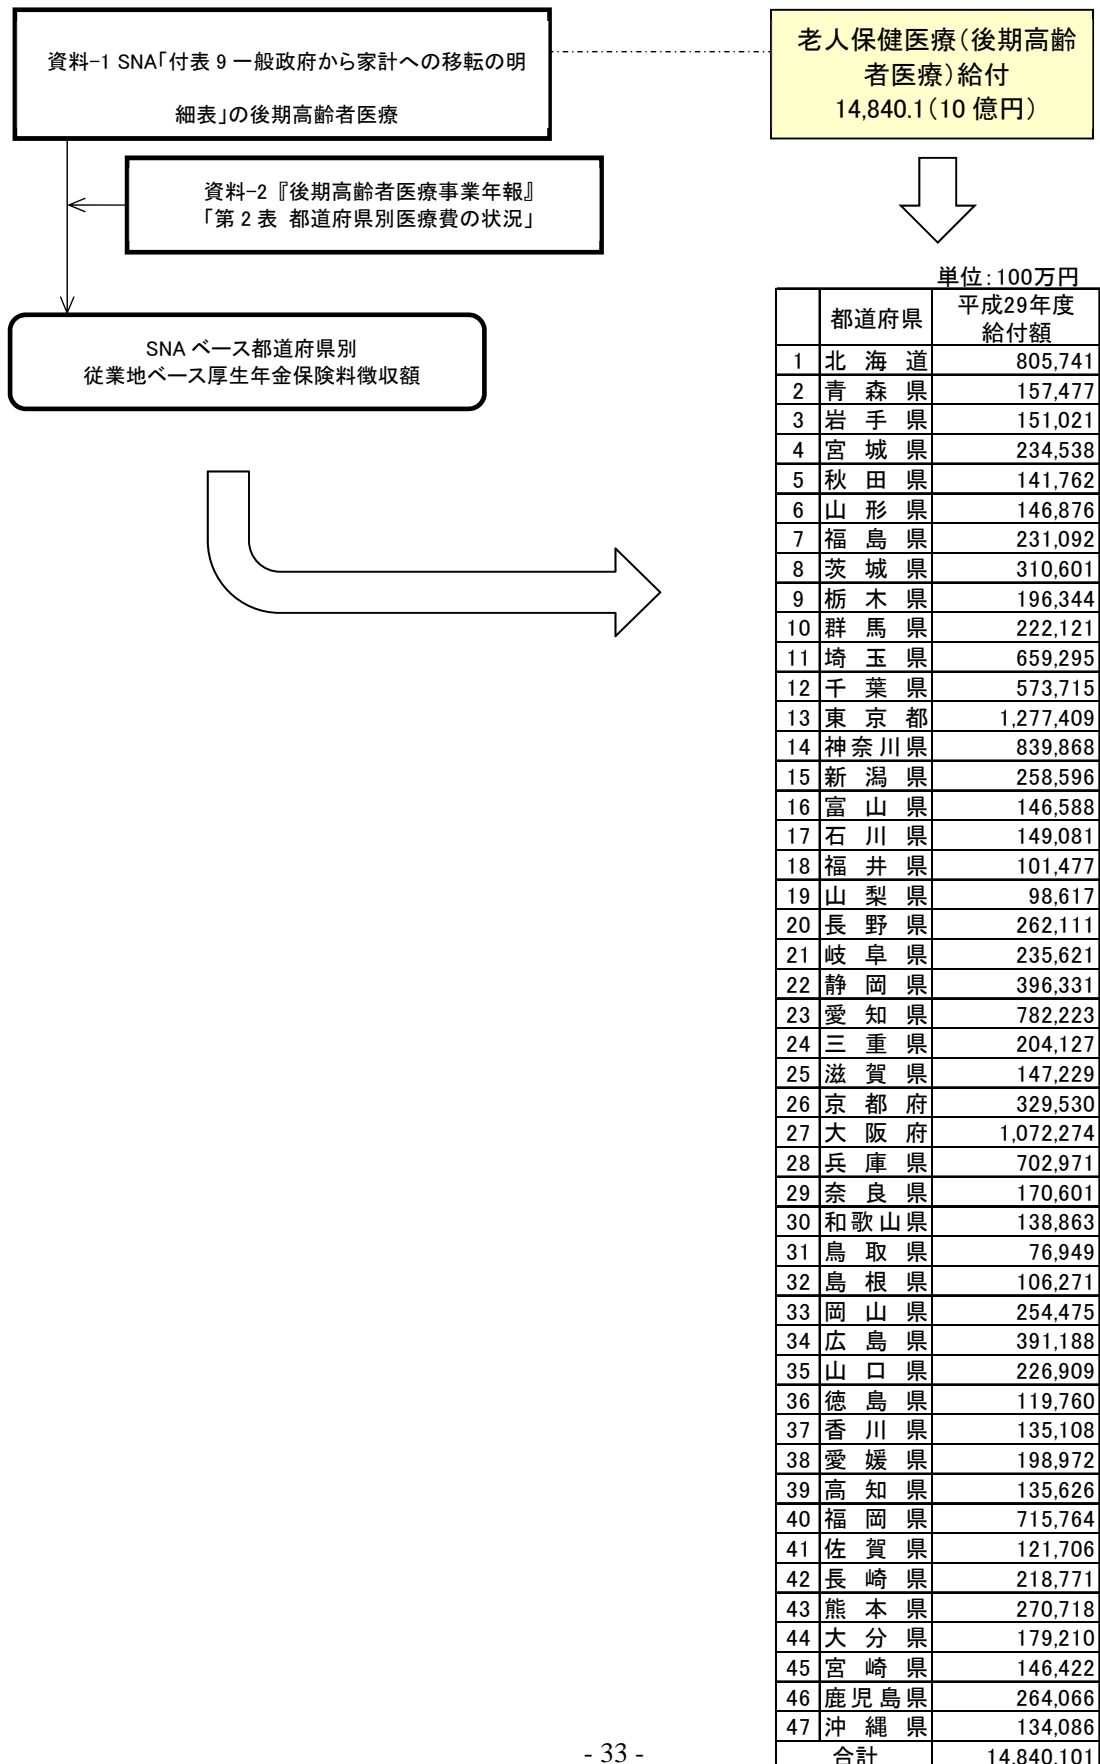 資料-1 SNA「付表 9 一般政府から家計への移転の明
細表」の後期高齢者医療
資料-2 『後期高齢者医療事業年報』
「第 2 表 都道府県別医療費の状況」
SNA ベース都道府県別
従業地ベース厚生年金保険料徴収額
老人保健医療(後期高齢
者医療)給付
14,840.1(10 億円)
単位:100万円
都道府県 平成29年度
給付額
1 北海道 805,741
2 青森県 157,477
3 岩手県 151,021
4 宮城県 234,538
5 秋田県 141,762
6 山形県 146,876
7 福島県 231,092
8 茨城県 310,601
9 栃木県 196,344
10 群馬県 222,121
11 埼玉県 659,295
12 千葉県 573,715
13 東京都 1,277,409
14 神奈川県 839,868
15 新潟県 258,596
16 富山県 146,588
17 石川県 149,081
18 福井県 101,477
19 山梨県 98,617
20 長野県 262,111
21 岐阜県 235,621
22 静岡県 396,331
23 愛知県 782,223
24 三重県 204,127
25 滋賀県 147,229
26 京都府 329,530
27 大阪府 1,072,274
28 兵庫県 702,971
29 奈良県 170,601
30 和歌山県 138,863
31 鳥取県 76,949
32 島根県 106,271
33 岡山県 254,475
34 広島県 391,188
35 山口県 226,909
36 徳島県 119,760
37 香川県 135,108
38 愛媛県 198,972
39 高知県 135,626
40 福岡県 715,764
41 佐賀県 121,706
42 長崎県 218,771
43 熊本県 270,718
44 大分県 179,210
45 宮崎県 146,422
46 鹿児島県 264,066
47 沖縄県 134,086
合計 14,840,101
- 33 -